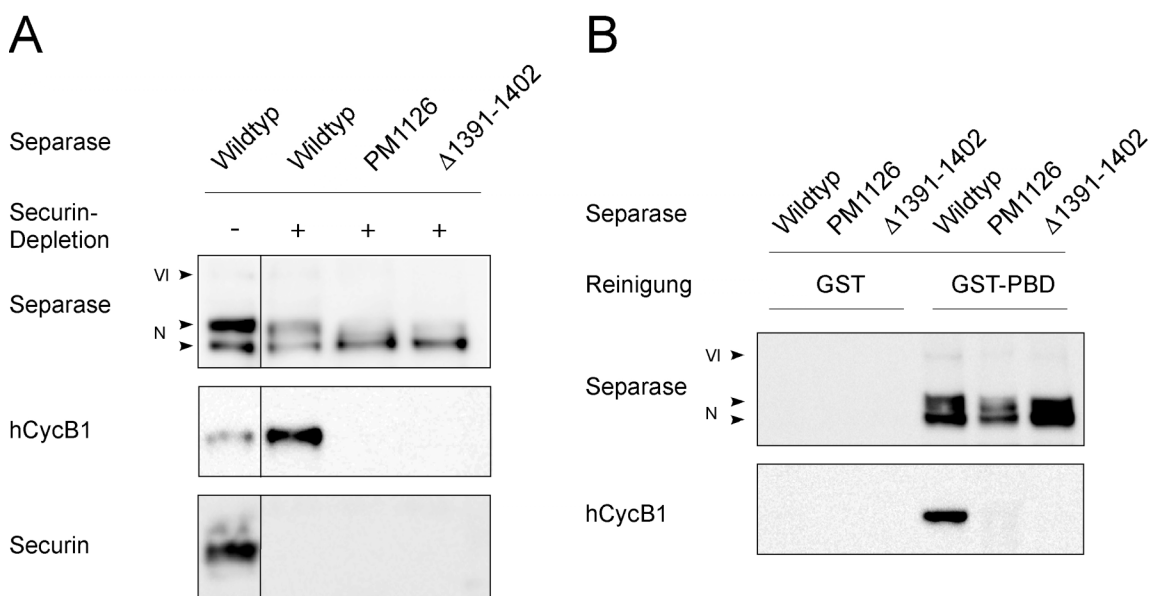 A
Separase
Wildtyp
Wildtyp
PM1126
Δ1391-1402
Securin-
Depletion
- + + +
VI
Separase
N
hCycB1
Securin
B
Separase
Wildtyp
PM1126
Δ1391-1402
Wildtyp
PM1126
Δ1391-1402
Reinigung GST GST-PBD
VI
Separase
N
hCycB1